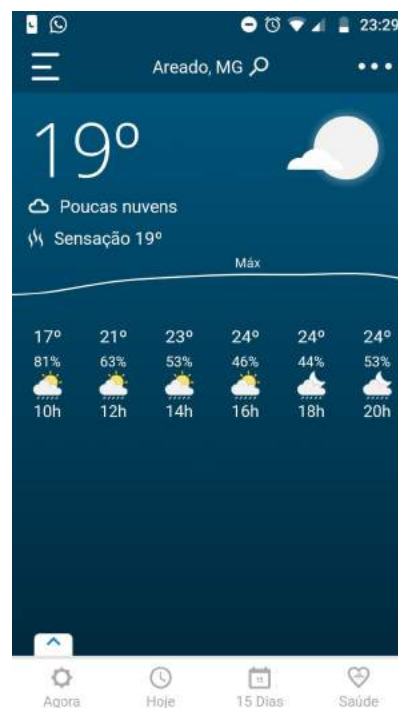 23:29
Areado, MG
19º
Poucas nuvens
Sensação 19º
Máx
17º 21º 23º 24º 24º 24º
81% 63% 53% 46% 44% 53%
10h 12h 14h 16h 18h 20h
Agora Hoje 15 Dias Saúde